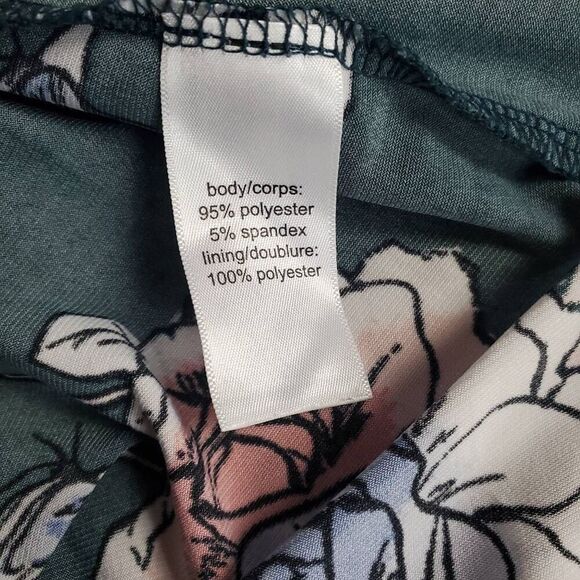 body/corps:
95% polyester
5% spandex
lining/doublure:
100% polyester